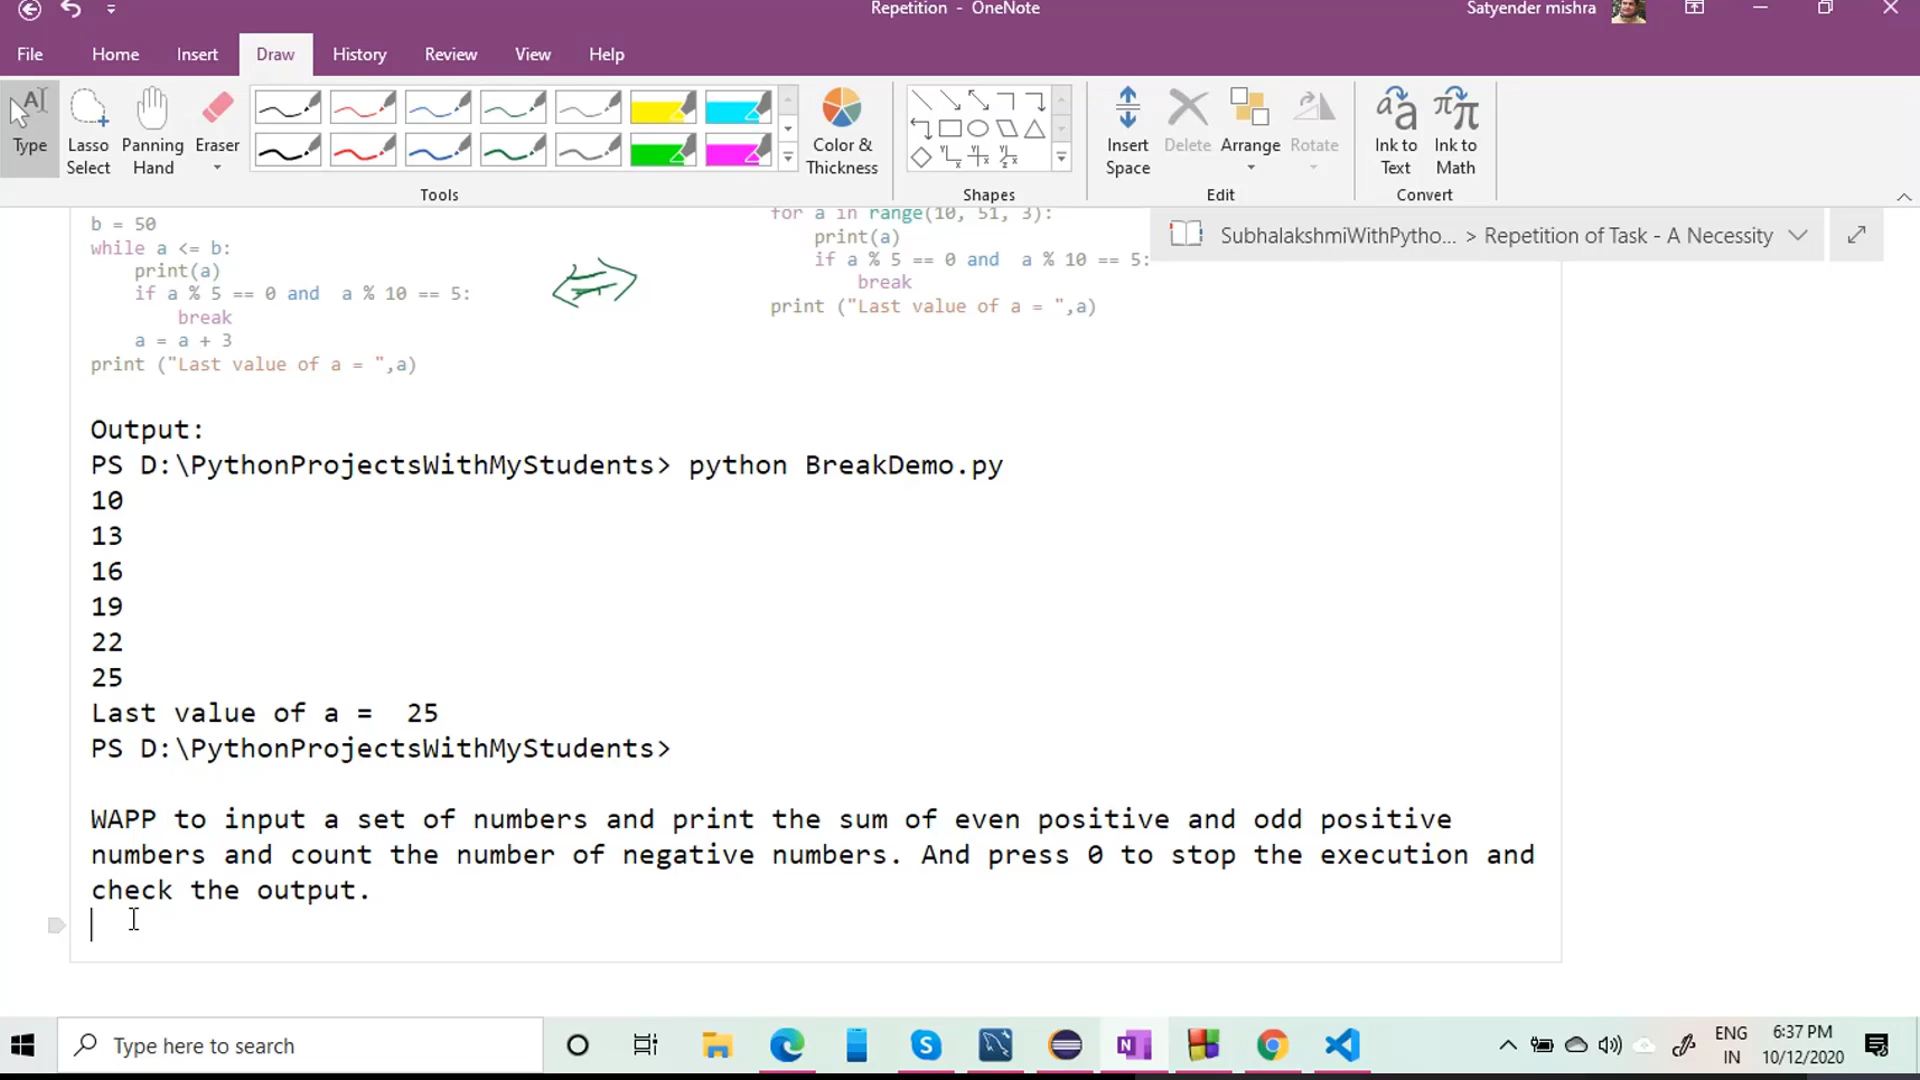 Repetition - OneNote
Satyender mishra
File Home Insert Draw History Review View Help
Type
Lasso Select
Panning Hand
Eraser
Color & Thickness
Insert Space
Delete
Arrange
Rotate
Ink to Text
Ink to Math
Tools
Shapes
Edit
Convert
SubhalakshmiWithPytho... > Repetition of Task - A Necessity
b = 50
while a <= b:
print(a)
if a % 5 == 0 and a % 10 == 5:
break
a = a + 3
print ("Last value of a = ",a)
for a in range(10, 51, 3):
print(a)
if a % 5 == 0 and a % 10 == 5:
break
print ("Last value of a = ",a)
Output:
PS D:\PythonProjectsWithMyStudents> python BreakDemo.py
10
13
16
19
22
25
Last value of a = 25
PS D:\PythonProjectsWithMyStudents>
WAPP to input a set of numbers and print the sum of even positive and odd positive
numbers and count the number of negative numbers. And press 0 to stop the execution and
check the output.
Type here to search
ENG
IN
6:37 PM
10/12/2020